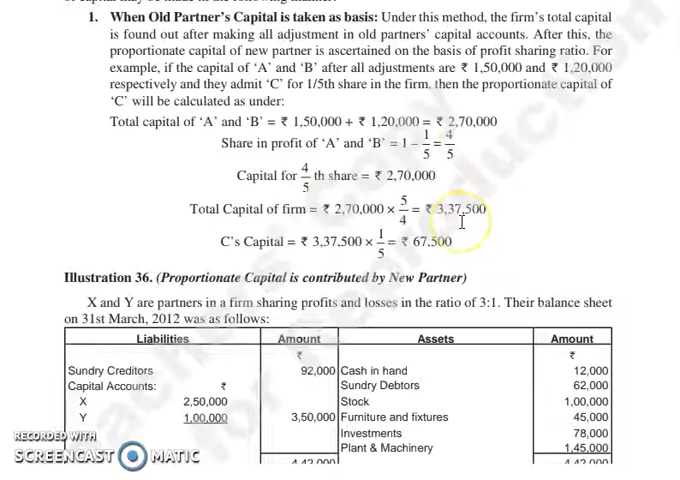 1. When Old Partner's Capital is taken as basis: Under this method, the firm's total capital
is found out after making all adjustment in old partners' capital accounts. After this, the
proportionate capital of new partner is ascertained on the basis of profit sharing ratio. For
example, if the capital of 'A' and 'B' after all adjustments are ₹ 1,50,000 and ₹ 1,20,000
respectively and they admit 'C' for 1/5th share in the firm, then the proportionate capital of
'C' will be calculated as under:
Total capital of 'A' and 'B' = ₹ 1,50,000 + ₹ 1,20,000 = ₹ 2,70,000
Share in profit of 'A' and 'B' = 1 − 1/5 = 4/5
Capital for 4/5 th share = ₹ 2,70,000
Total Capital of firm = ₹ 2,70,000 × 5/4 = ₹ 3,37,500
C's Capital = ₹ 3,37,500 × 1/5 = ₹ 67,500
Illustration 36. (Proportionate Capital is contributed by New Partner)
X and Y are partners in a firm sharing profits and losses in the ratio of 3:1. Their balance sheet
on 31st March, 2012 was as follows:
Liabilities Amount Assets Amount
₹ ₹
Sundry Creditors 92,000 Cash in hand 12,000
Capital Accounts: ₹ Sundry Debtors 62,000
X 2,50,000 Stock 1,00,000
Y 1,00,000 3,50,000 Furniture and fixtures 45,000
Investments 78,000
Plant & Machinery 1,45,000
4,42,000 4,42,000
RECORDED WITH
SCREENCAST MATIC